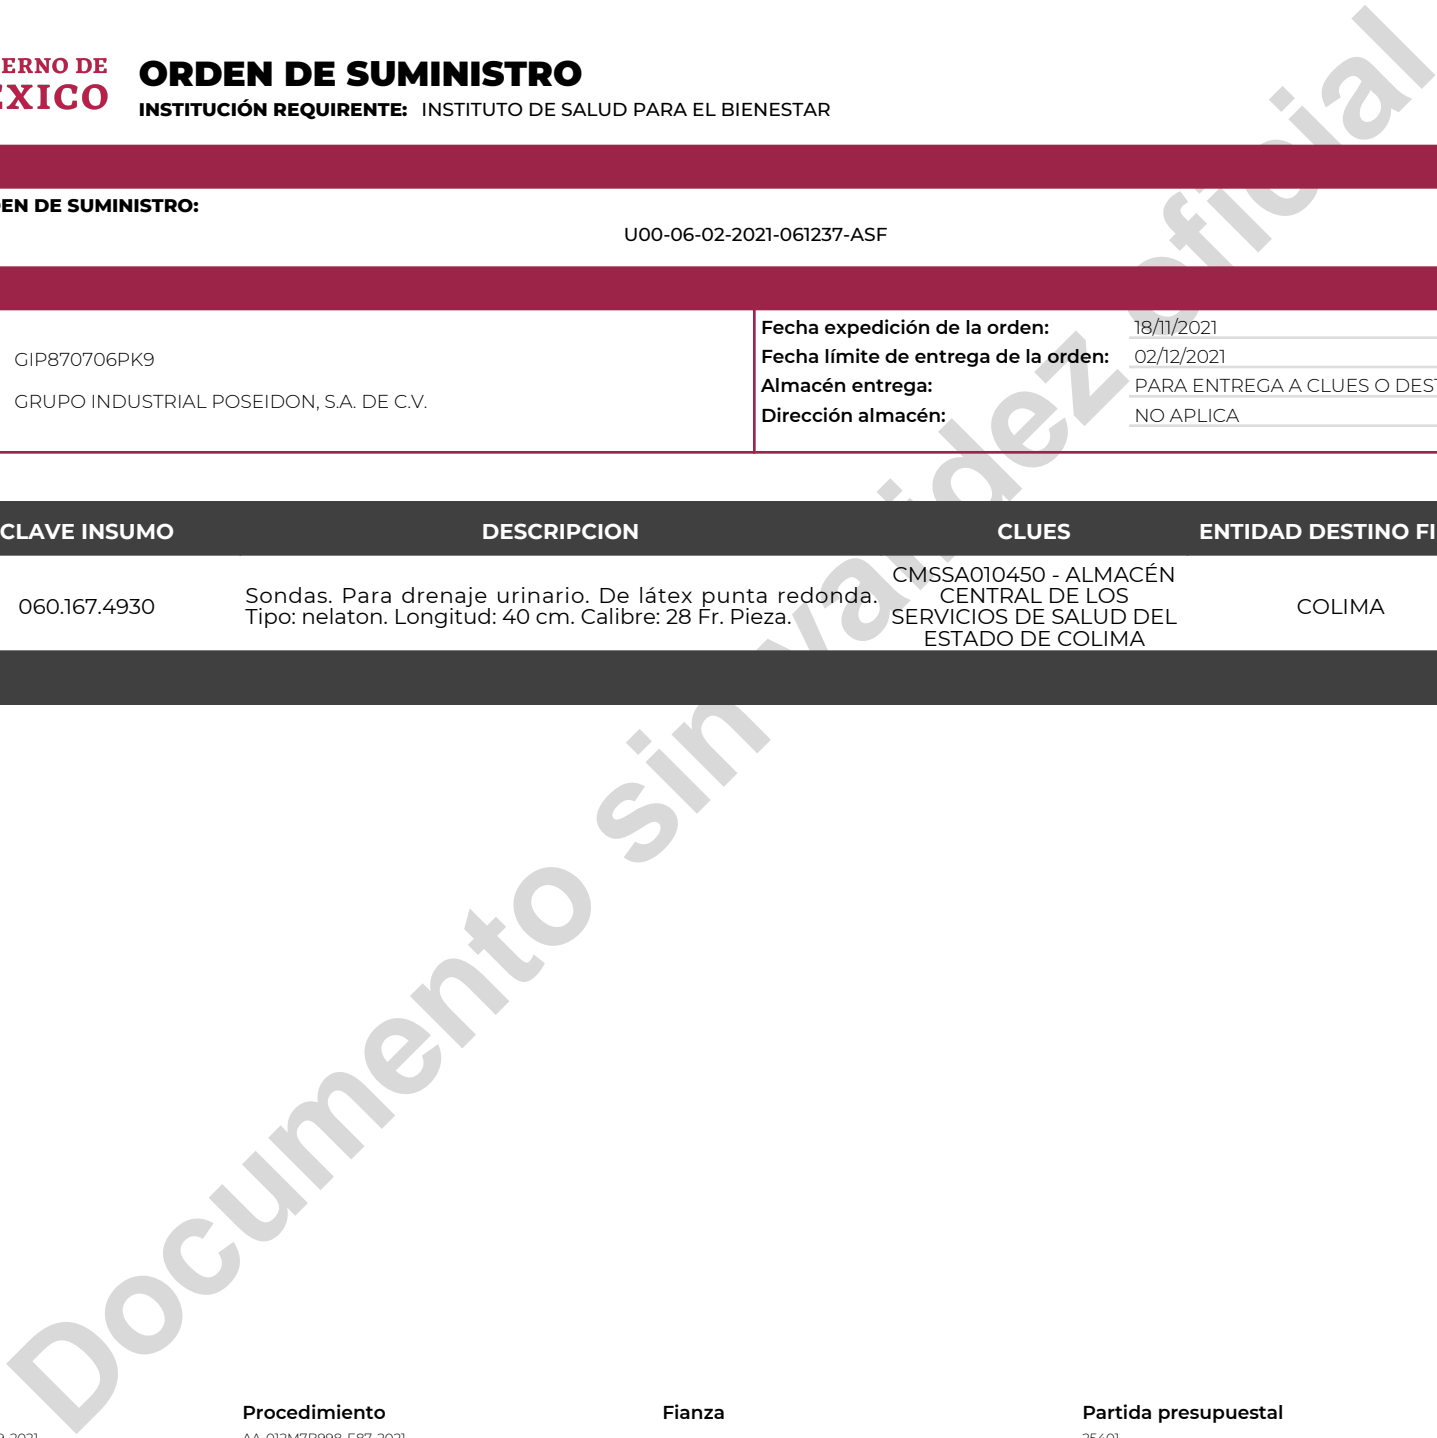 ORDEN DE SUMINISTRO
INSTITUCIÓN REQUIRENTE: INSTITUTO DE SALUD PARA EL BIENESTAR
ERNO DE
EXICO
EN DE SUMINISTRO:
U00-06-02-2021-061237-ASF
GIP870706PK9
GRUPO INDUSTRIAL POSEIDON, S.A. DE C.V.
Fecha expedición de la orden: 18/11/2021
Fecha límite de entrega de la orden: 02/12/2021
Almacén entrega: PARA ENTREGA A CLUES O DEST
Dirección almacén: NO APLICA
CLAVE INSUMO DESCRIPCION CLUES ENTIDAD DESTINO FI
060.167.4930
Sondas. Para drenaje urinario. De látex punta redonda.
Tipo: nelaton. Longitud: 40 cm. Calibre: 28 Fr. Pieza.
CMSSA010450 - ALMACÉN
CENTRAL DE LOS
SERVICIOS DE SALUD DEL
ESTADO DE COLIMA
COLIMA
Documento sin validez oficial
Procedimiento Fianza Partida presupuestal